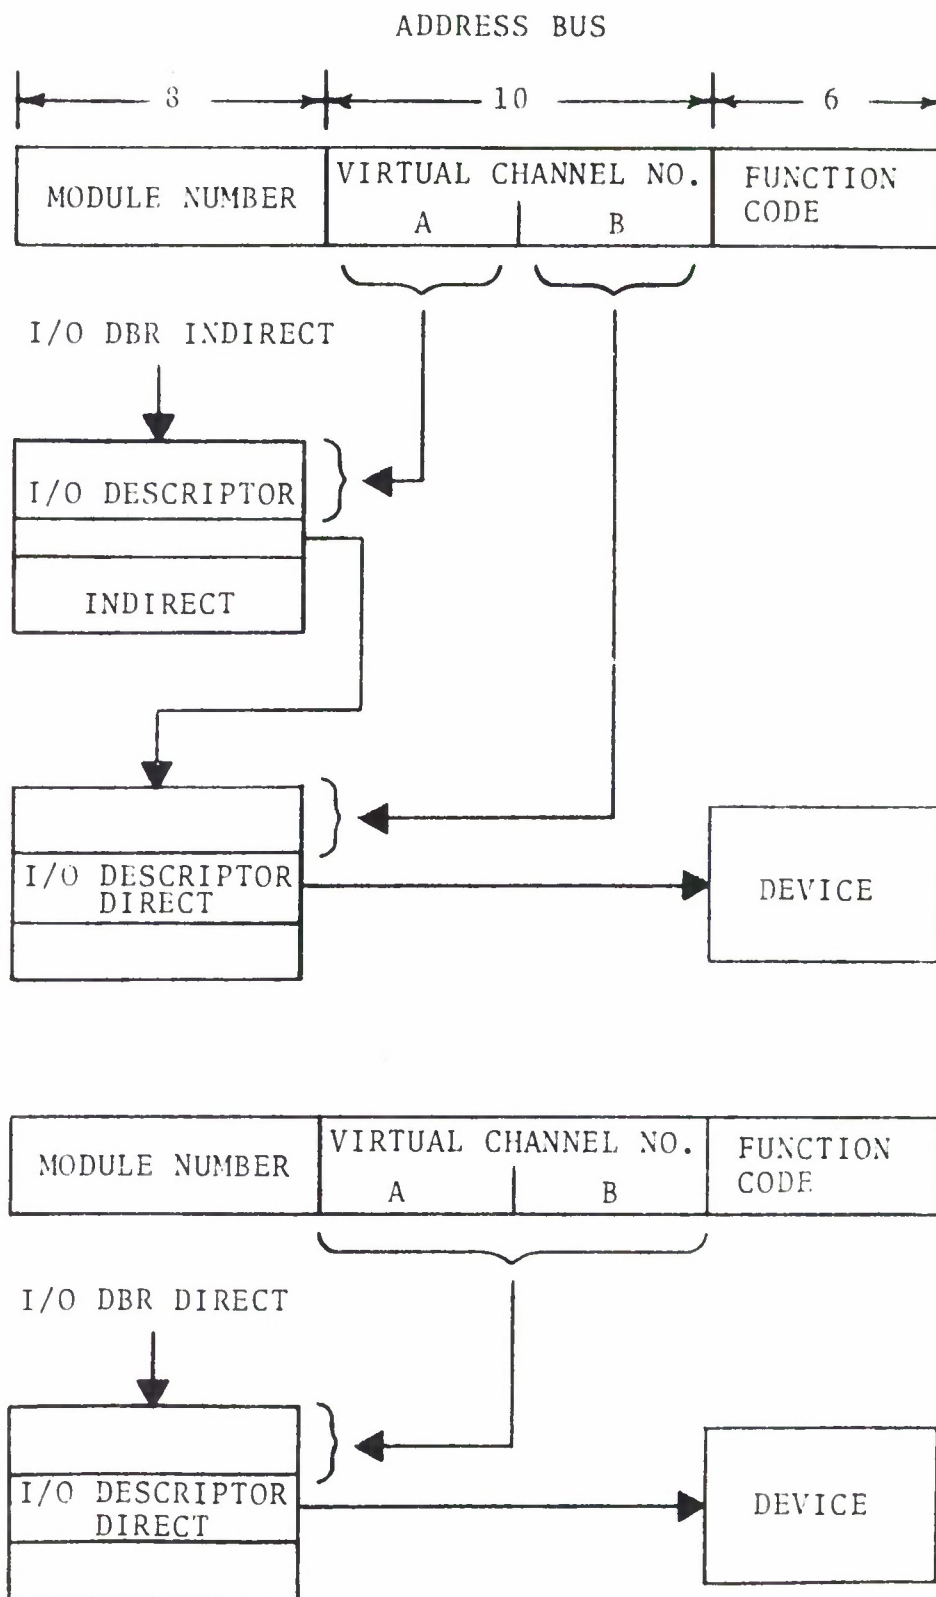 ADDRESS BUS
8 10 6
MODULE NUMBER
VIRTUAL CHANNEL NO.
A B
FUNCTION
CODE
I/O DBR INDIRECT
I/O DESCRIPTOR
INDIRECT
I/O DESCRIPTOR
DIRECT
DEVICE
MODULE NUMBER
VIRTUAL CHANNEL NO.
A B
FUNCTION
CODE
I/O DBR DIRECT
I/O DESCRIPTOR
DIRECT
DEVICE